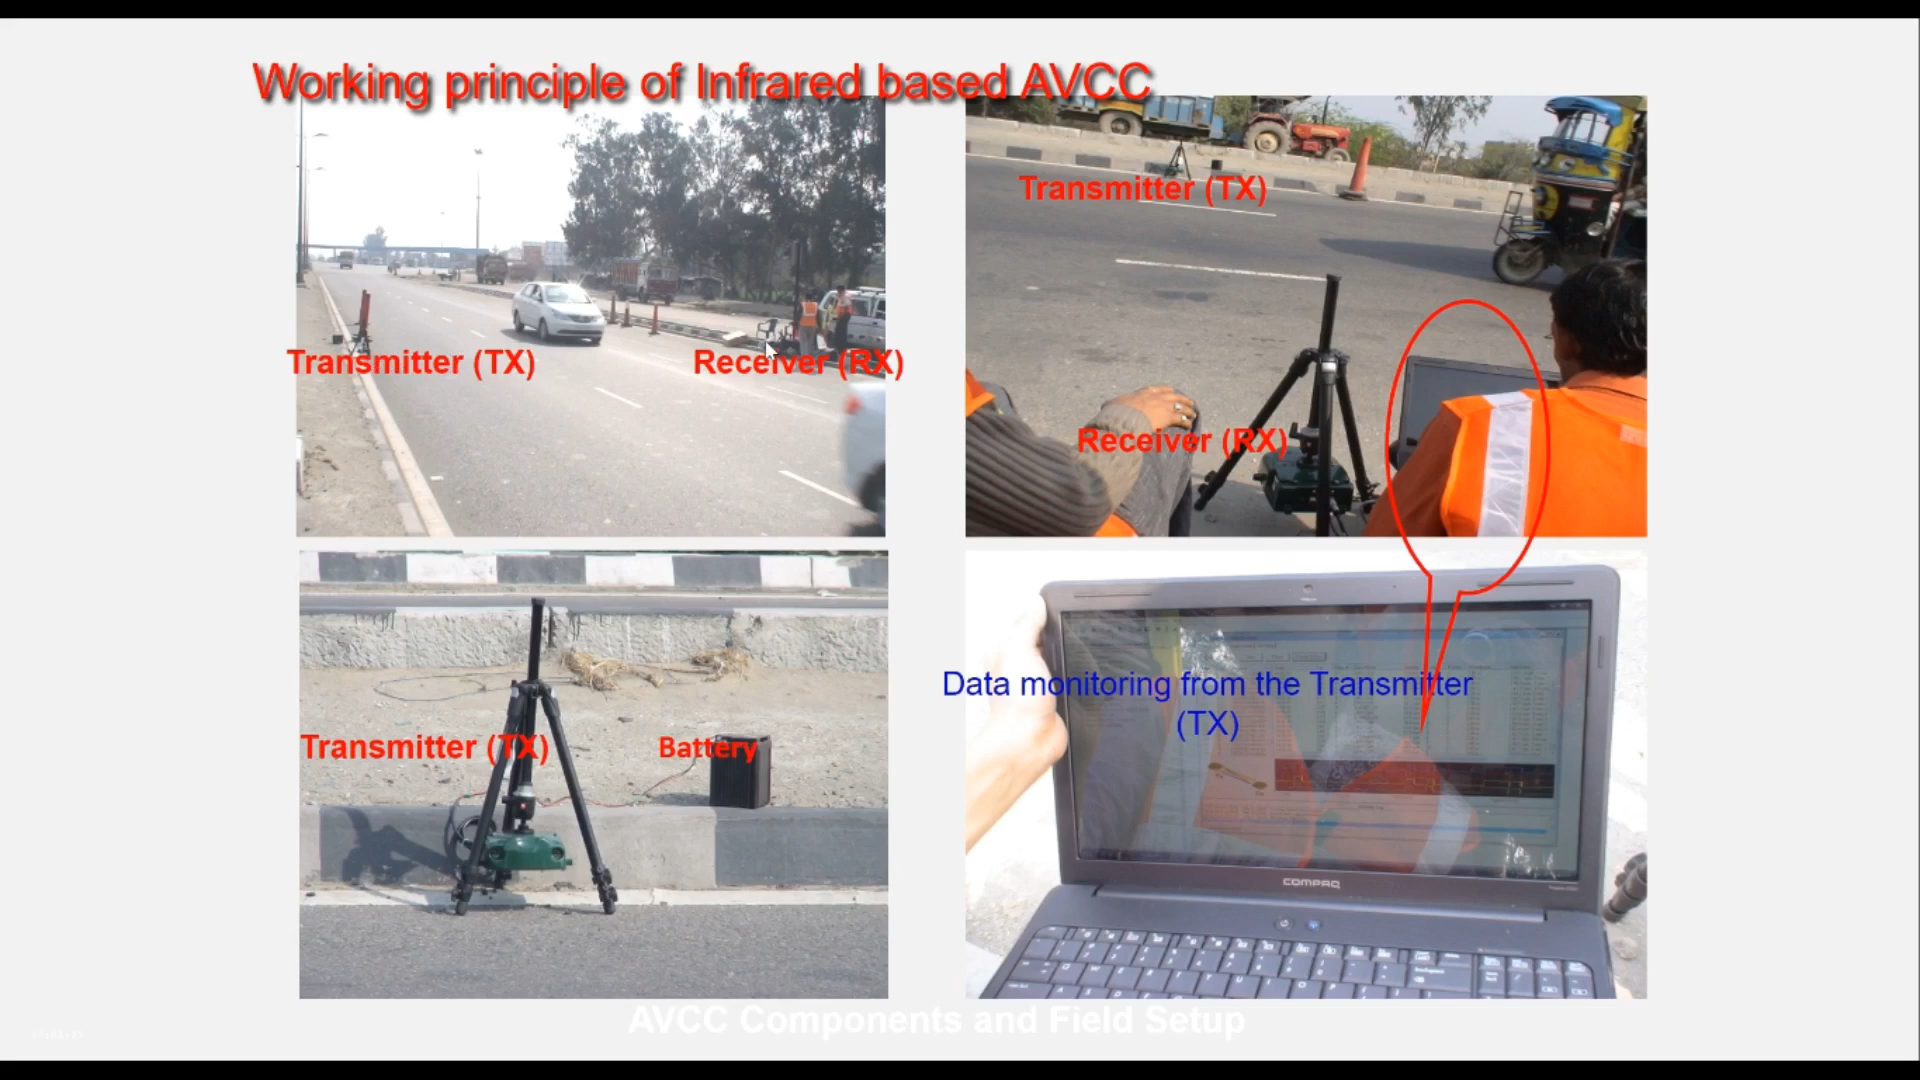 Working principle of Infrared based AVCC
Transmitter (TX)
Receiver (RX)
Transmitter (TX)
Receiver (RX)
Transmitter (TX)
Battery
Data monitoring from the Transmitter
(TX)
COMPAQ
AVCC Components and Field Setup